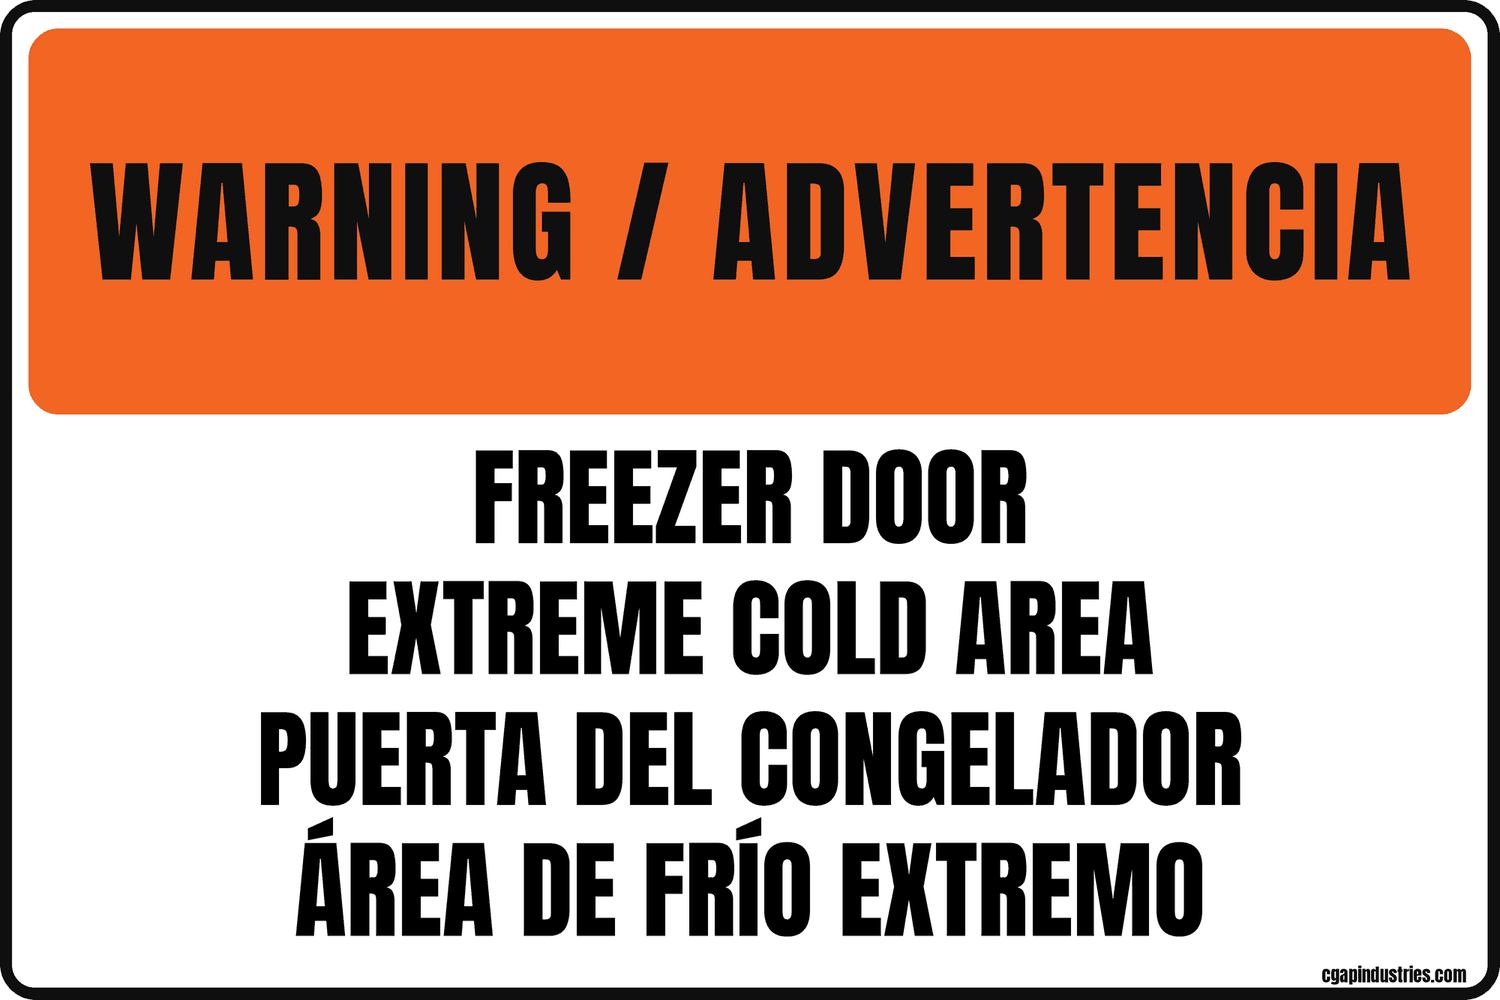 WARNING / ADVERTENCIA
FREEZER DOOR
EXTREME COLD AREA
PUERTA DEL CONGELADOR
ÁREA DE FRÍO EXTREMO
cgapindustries.com